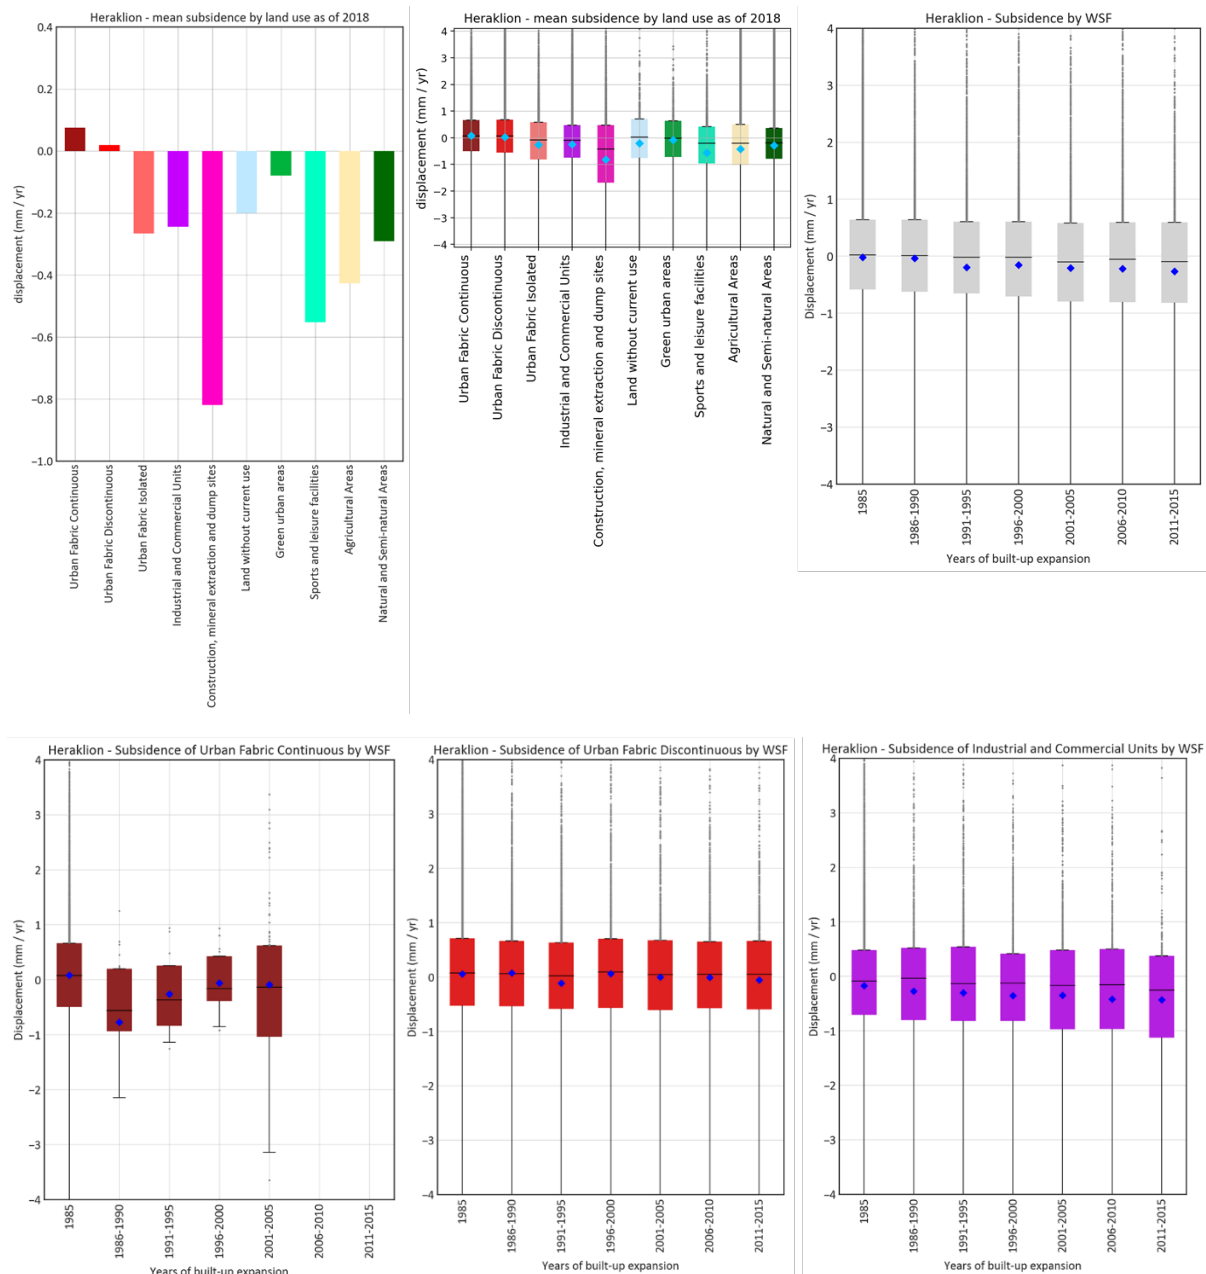 Heraklion - mean subsidence by land use as of 2018
displacement (mm / yr)
0.4
0.2
0.0
−0.2
−0.4
−0.6
−0.8
−1.0
Urban Fabric Continuous
Urban Fabric Discontinuous
Urban Fabric Isolated
Industrial and Commercial Units
Construction, mineral extraction and dump sites
Land without current use
Green urban areas
Sports and leisure facilities
Agricultural Areas
Natural and Semi-natural Areas
Heraklion - mean subsidence by land use as of 2018
displacement (mm / yr)
4
3
2
1
0
−1
−2
−3
−4
Urban Fabric Continuous
Urban Fabric Discontinuous
Urban Fabric Isolated
Industrial and Commercial Units
Construction, mineral extraction and dump sites
Land without current use
Green urban areas
Sports and leisure facilities
Agricultural Areas
Natural and Semi-natural Areas
Heraklion - Subsidence by WSF
Displacement (mm / yr)
4
3
2
1
0
−1
−2
−3
−4
1985
1986-1990
1991-1995
1996-2000
2001-2005
2006-2010
2011-2015
Years of built-up expansion
Heraklion - Subsidence of Urban Fabric Continuous by WSF
Displacement (mm / yr)
4
3
2
1
0
−1
−2
−3
−4
1985
1986-1990
1991-1995
1996-2000
2001-2005
2006-2010
2011-2015
Years of built-up expansion
Heraklion - Subsidence of Urban Fabric Discontinuous by WSF
Displacement (mm / yr)
4
3
2
1
0
−1
−2
−3
−4
1985
1986-1990
1991-1995
1996-2000
2001-2005
2006-2010
2011-2015
Years of built-up expansion
Heraklion - Subsidence of Industrial and Commercial Units by WSF
Displacement (mm / yr)
4
3
2
1
0
−1
−2
−3
−4
1985
1986-1990
1991-1995
1996-2000
2001-2005
2006-2010
2011-2015
Years of built-up expansion